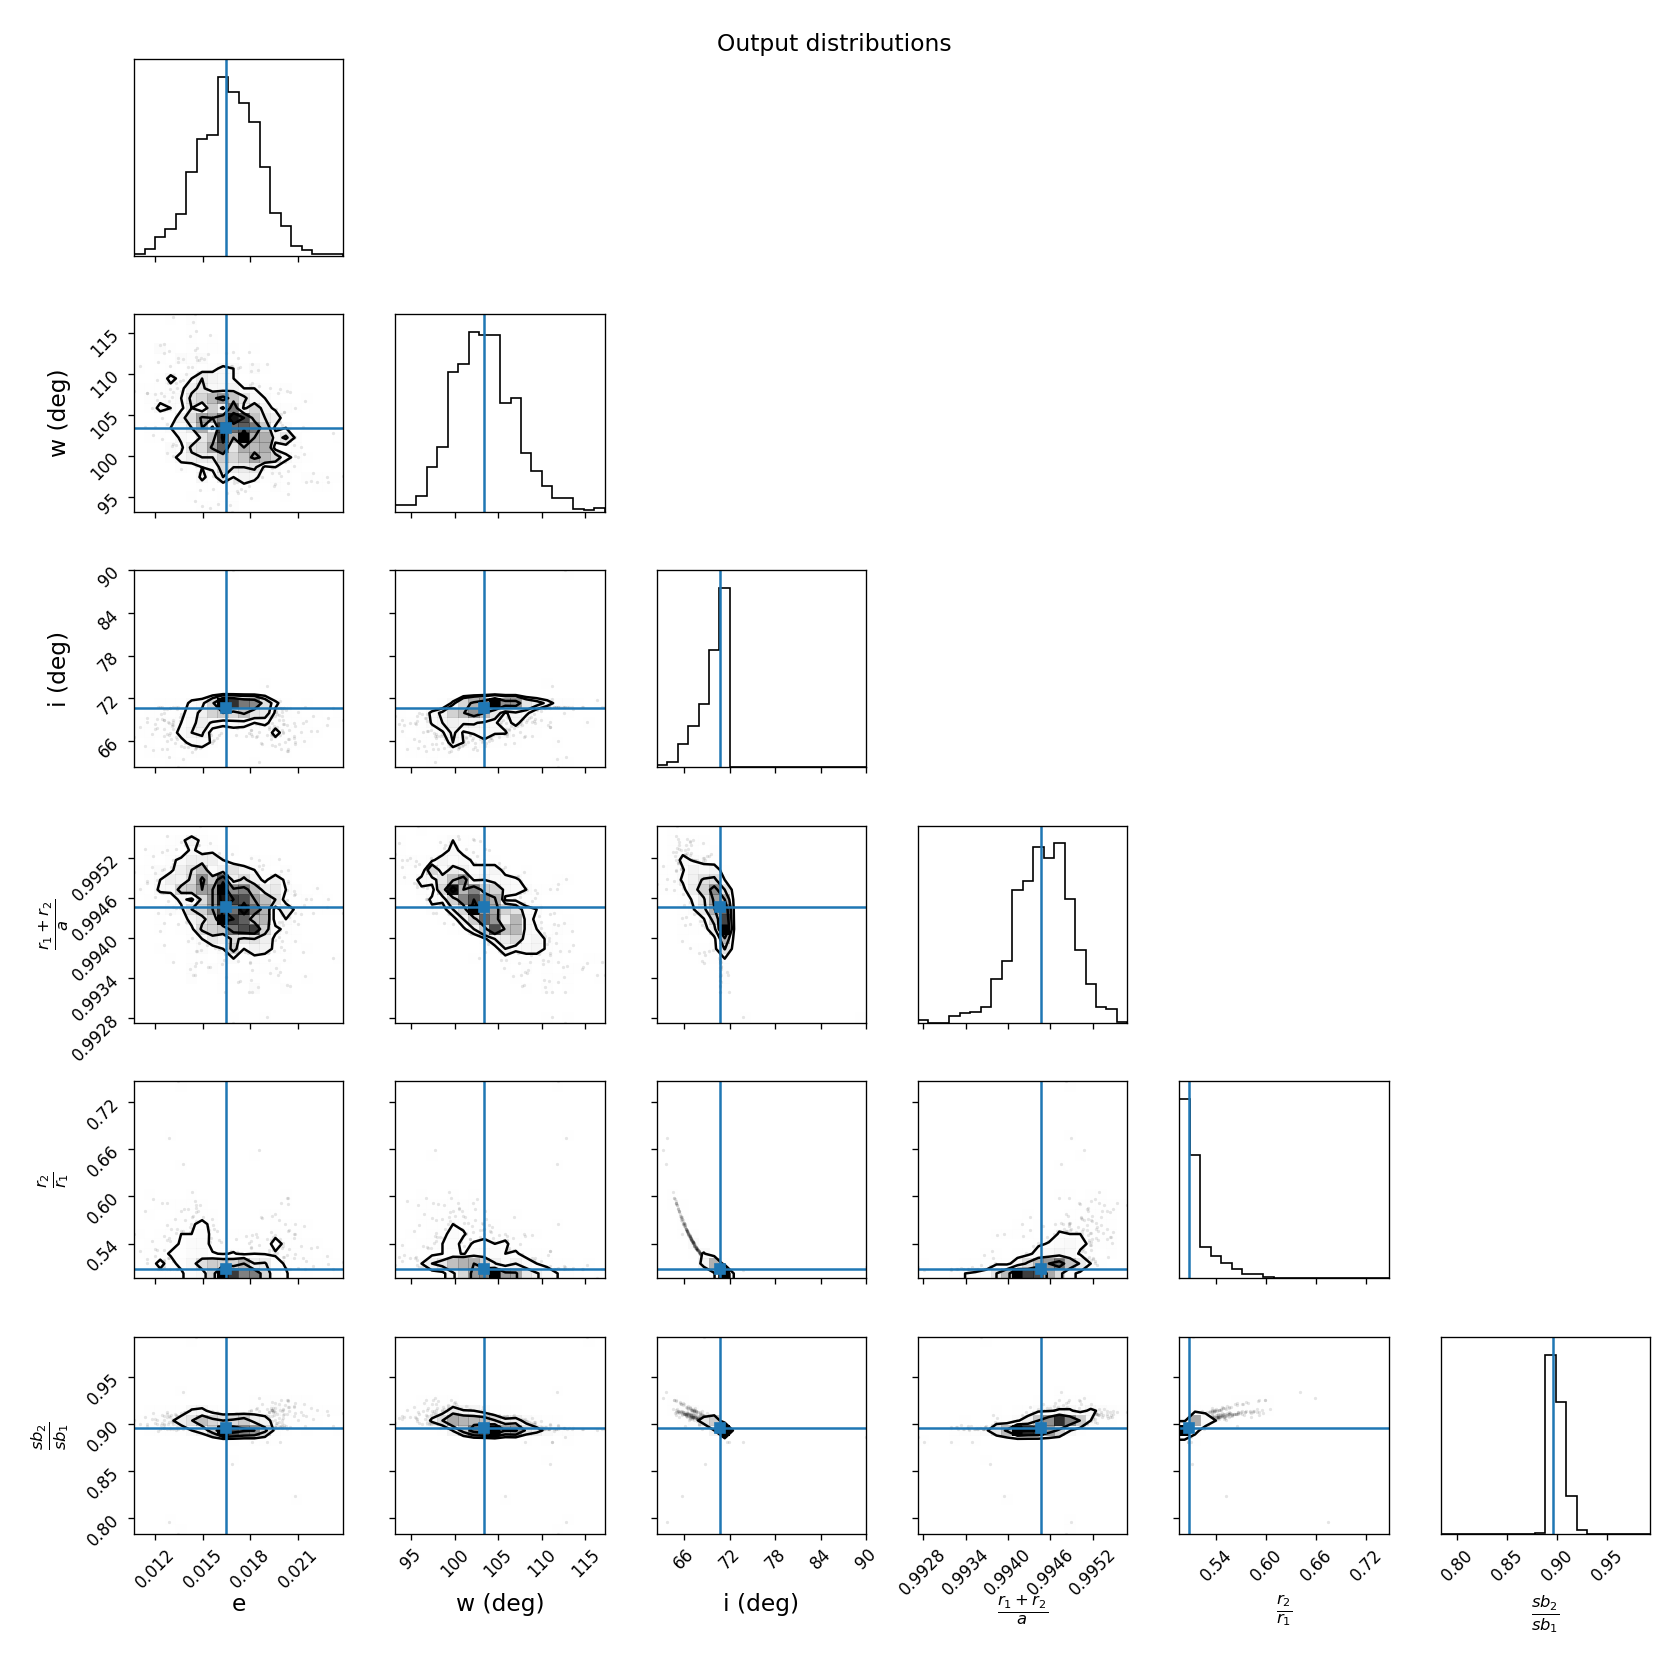 Output distributions
w (deg)
115
110
105
100
95
i (deg)
90
84
78
72
66
r₁ + r₂
a
0.9952
0.9946
0.9940
0.9934
0.9928
r₂
r₁
0.72
0.66
0.60
0.54
sb₂
sb₁
0.95
0.90
0.85
0.80
0.012 0.015 0.018 0.021
95 100 105 115
66 72 78 84 90
0.9928 0.9934 0.9940 0.9946 0.9952
0.54 0.60 0.66 0.72
0.80 0.85 0.90 0.95
e
w (deg)
i (deg)
r₁ + r₂
a
r₂
r₁
sb₂
sb₁